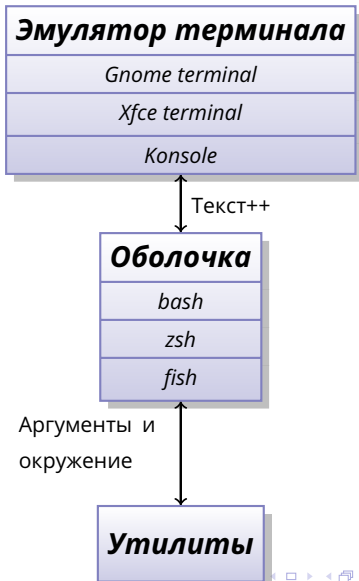 Эмулятор терминала
Gnome terminal
Xfce terminal
Konsole
Текст++
Оболочка
bash
zsh
fish
Аргументы и
окружение
Утилиты